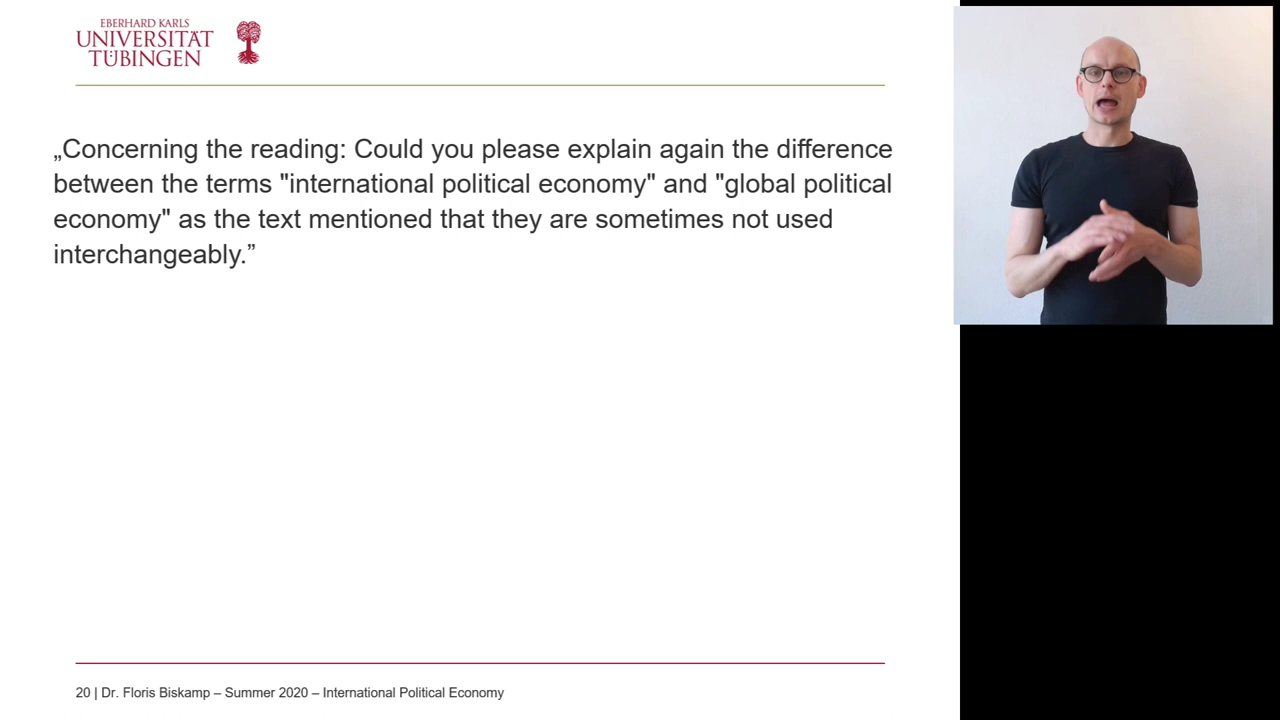 EBERHARD KARLS
UNIVERSITÄT
TÜBINGEN
„Concerning the reading: Could you please explain again the difference
between the terms "international political economy" and "global political
economy" as the text mentioned that they are sometimes not used
interchangeably.”
20 | Dr. Floris Biskamp – Summer 2020 – International Political Economy